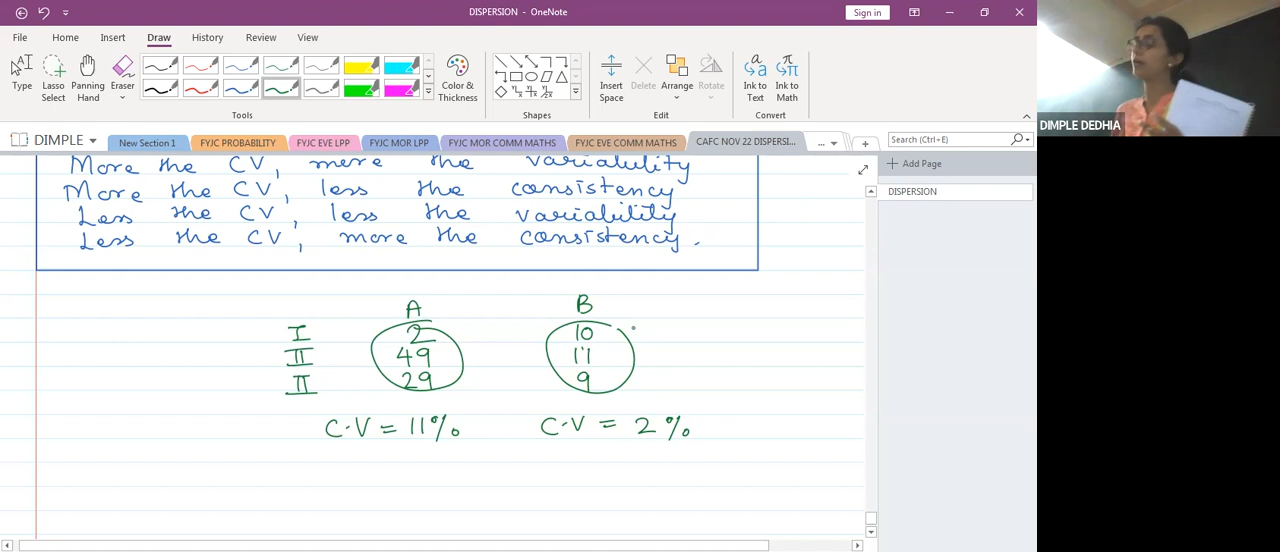 DISPERSION - OneNote
Sign in
File Home Insert Draw History Review View
Type
Lasso Select
Panning Hand
Eraser
Color & Thickness
Insert Space
Delete
Arrange
Rotate
Ink to Text
Ink to Math
Tools
Shapes
Edit
Convert
DIMPLE DEDHIA
DIMPLE
New Section 1
FYJC PROBABILITY
FYJC EVE LPP
FYJC MOR LPP
FYJC MOR COMM MATHS
FYJC EVE COMM MATHS
CAFC NOV 22 DISPERSI...
Search (Ctrl+E)
Add Page
DISPERSION
More the CV, more the variability
More the CV, less the consistency
Less the CV, less the variability
Less the CV, more the consistency.
A B
I 2 10
II 49 11
II 29 9
C.V = 11% C.V = 2%